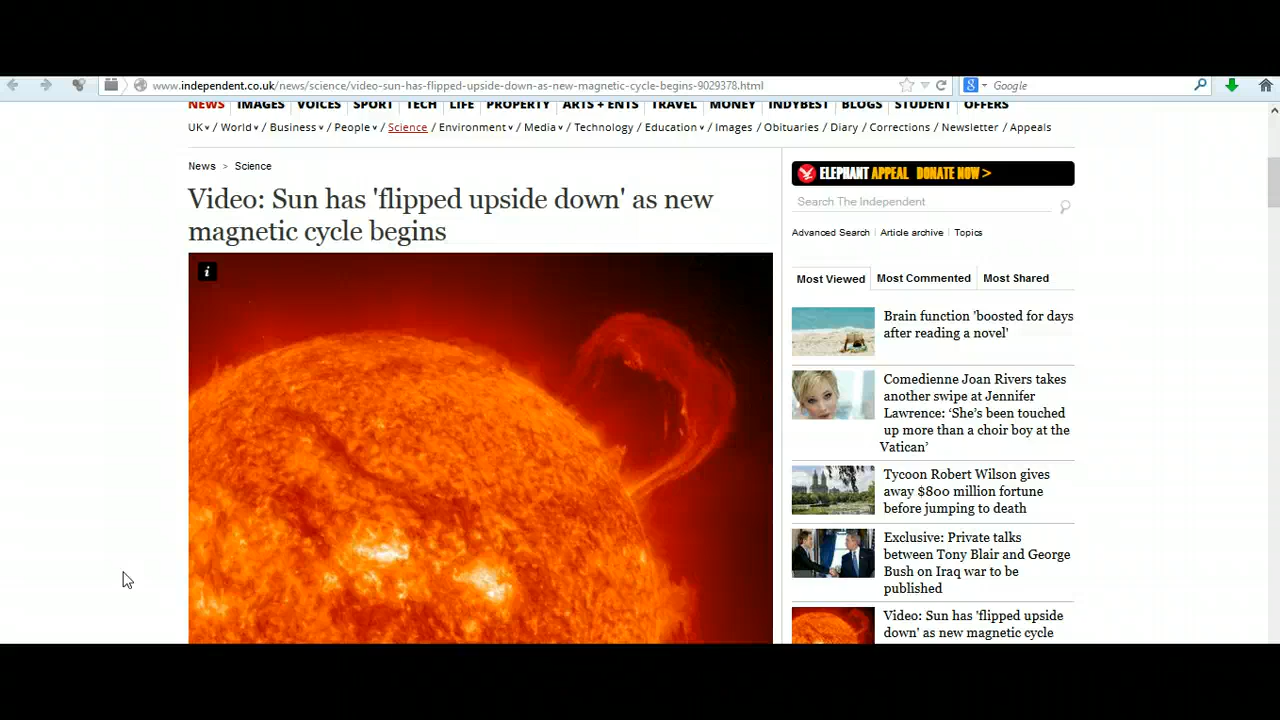 www.independent.co.uk/news/science/video-sun-has-flipped-upside-down-as-new-magnetic-cycle-begins-9029378.html
Google
NEWS IMAGES VOICES SPORT TECH LIFE PROPERTY ARTS + ENTS TRAVEL MONEY INDYBEST BLOGS STUDENT OFFERS
UK / World / Business / People / Science / Environment / Media / Technology / Education / Images / Obituaries / Diary / Corrections / Newsletter / Appeals
News > Science
Video: Sun has 'flipped upside down' as new
magnetic cycle begins
i
ELEPHANT APPEAL DONATE NOW >
Search The Independent
Advanced Search | Article archive | Topics
Most Viewed Most Commented Most Shared
Brain function 'boosted for days
after reading a novel'
Comedienne Joan Rivers takes
another swipe at Jennifer
Lawrence: ‘She’s been touched
up more than a choir boy at the
Vatican’
Tycoon Robert Wilson gives
away $800 million fortune
before jumping to death
Exclusive: Private talks
between Tony Blair and George
Bush on Iraq war to be
published
Video: Sun has 'flipped upside
down' as new magnetic cycle